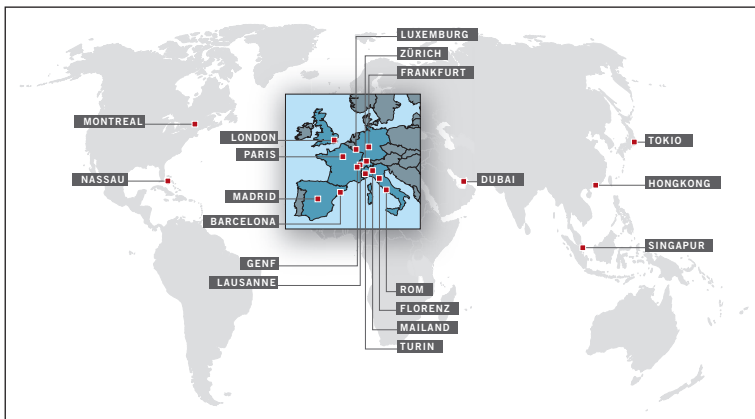 LUXEMBURG
ZÜRICH
FRANKFURT
MONTREAL
LONDON
TOKIO
PARIS
NASSAU
DUBAI
HONGKONG
MADRID
BARCELONA
SINGAPUR
GENF
LAUSANNE
ROM
FLORENZ
MAILAND
TURIN